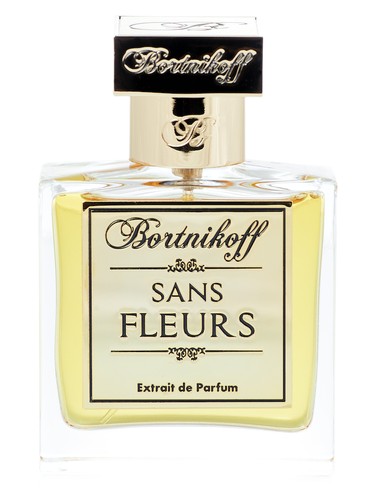 Bortnikoff
B
Bortnikoff
SANS
FLEURS
Extrait de Parfum